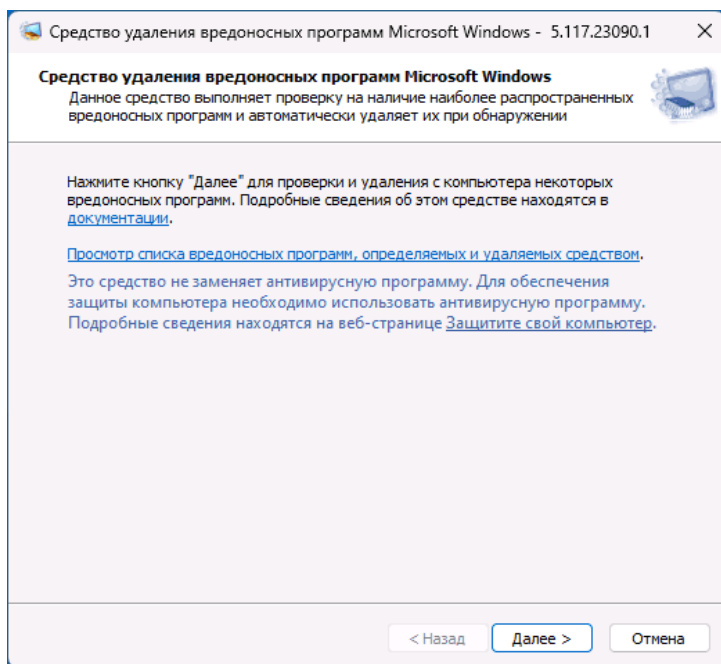 Средство удаления вредоносных программ Microsoft Windows - 5.117.23090.1
Средство удаления вредоносных программ Microsoft Windows
Данное средство выполняет проверку на наличие наиболее распространенных
вредоносных программ и автоматически удаляет их при обнаружении
Нажмите кнопку "Далее" для проверки и удаления с компьютера некоторых
вредоносных программ. Подробные сведения об этом средстве находятся в
документации.
Просмотр списка вредоносных программ, определяемых и удаляемых средством.
Это средство не заменяет антивирусную программу. Для обеспечения
защиты компьютера необходимо использовать антивирусную программу.
Подробные сведения находятся на веб-странице Защитите свой компьютер.
< Назад Далее > Отмена